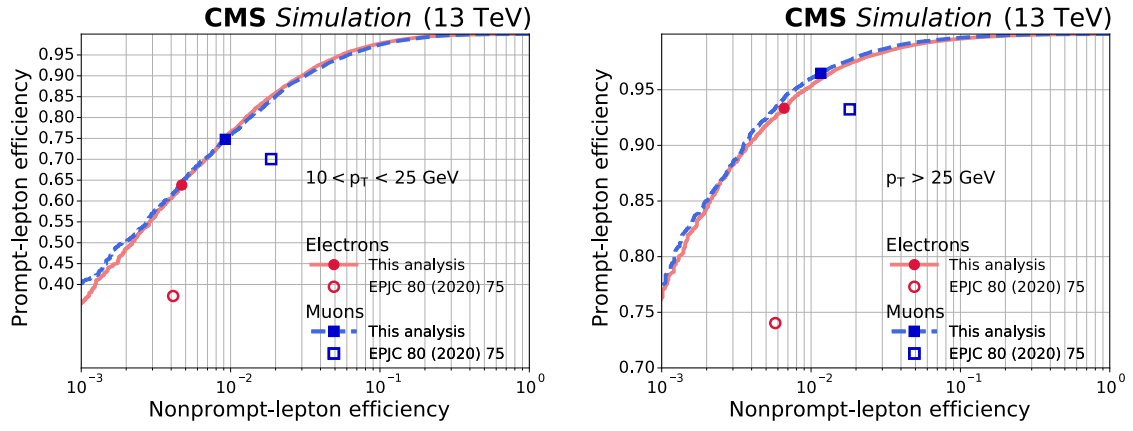 CMS Simulation (13 TeV)
Prompt-lepton efficiency
0.95
0.90
0.85
0.80
0.75
0.70
0.65
0.60
0.55
0.50
0.45
0.40
10 < p_T < 25 GeV
Electrons
This analysis
EPJC 80 (2020) 75
Muons
This analysis
EPJC 80 (2020) 75
10⁻³ 10⁻² 10⁻¹ 10⁰
Nonprompt-lepton efficiency
CMS Simulation (13 TeV)
Prompt-lepton efficiency
0.95
0.90
0.85
0.80
0.75
0.70
p_T > 25 GeV
Electrons
This analysis
EPJC 80 (2020) 75
Muons
This analysis
EPJC 80 (2020) 75
10⁻³ 10⁻² 10⁻¹ 10⁰
Nonprompt-lepton efficiency